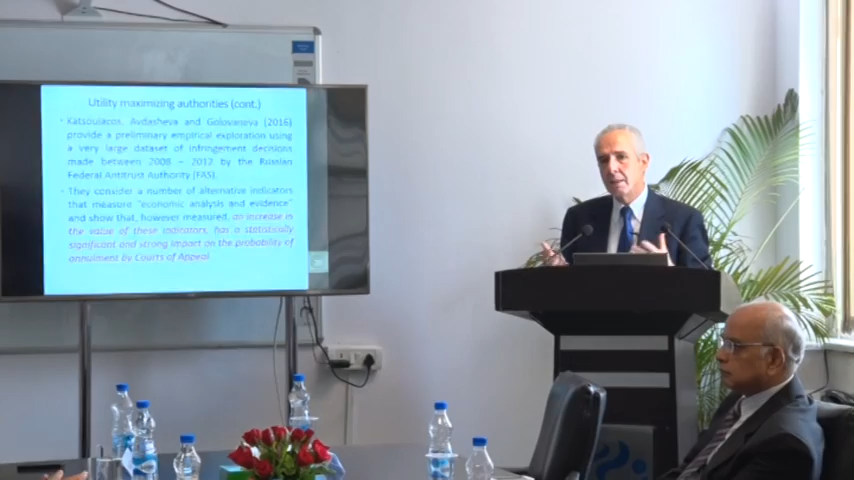 Utility maximizing authorities (cont.)
• Katsoulacos, Avdasheva and Golovaneva (2016)
provide a preliminary empirical exploration using
a very large dataset of infringement decisions
made between 2008 – 2012 by the Russian
Federal Antitrust Authority (FAS).
• They consider a number of alternative indicators
that measure "economic analysis and evidence"
and show that, however measured, an increase in
the value of these indicators, has a statistically
significant and strong impact on the probability of
annulment by Courts of Appeal.